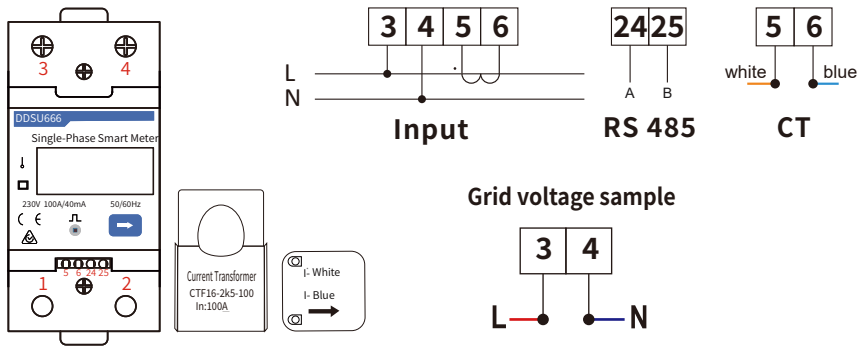 3 4
DDSU666
Single-Phase Smart Meter
230V 100A/40mA 50/60Hz
5 6 24 25
1 2
Current Transformer
CTF16-2k5-100
In:100A
I- White
I- Blue
3 4 5 6
L
N
Input
24 25
A B
RS 485
5 6
white blue
CT
Grid voltage sample
3 4
L N